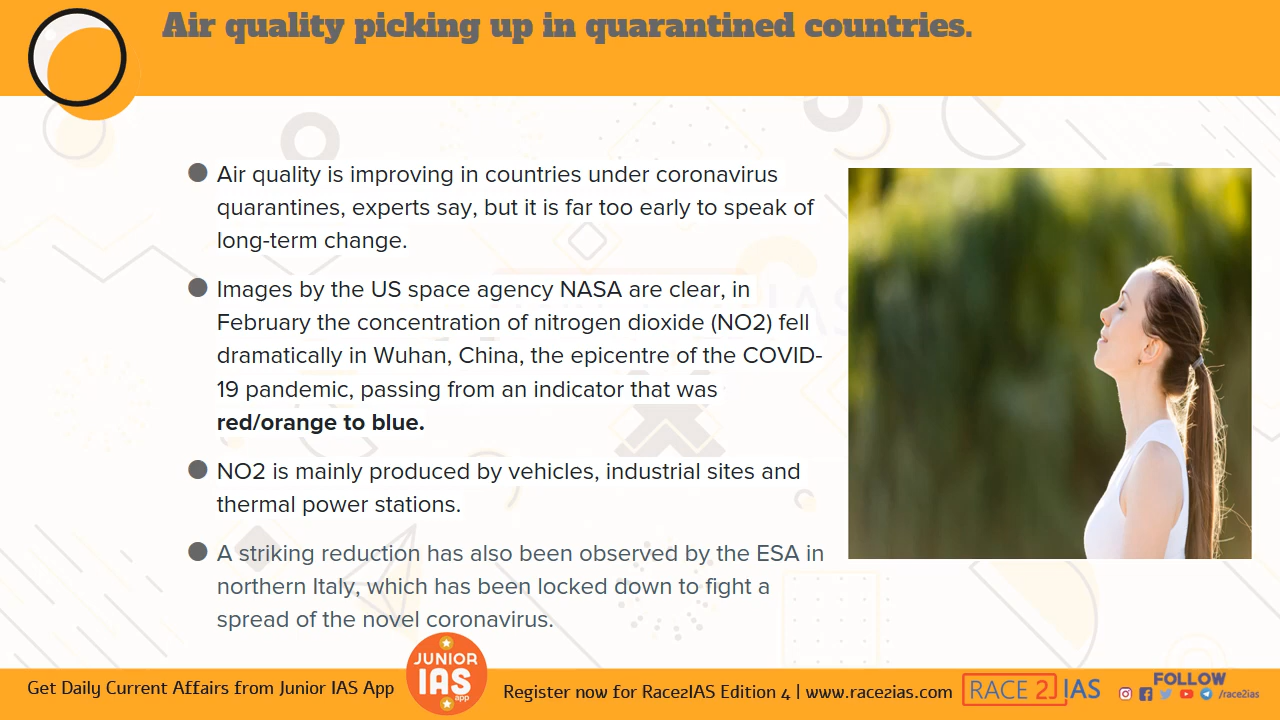 Air quality picking up in quarantined countries.
Air quality is improving in countries under coronavirus
quarantines, experts say, but it is far too early to speak of
long-term change.
Images by the US space agency NASA are clear, in
February the concentration of nitrogen dioxide (NO2) fell
dramatically in Wuhan, China, the epicentre of the COVID-
19 pandemic, passing from an indicator that was
red/orange to blue.
NO2 is mainly produced by vehicles, industrial sites and
thermal power stations.
A striking reduction has also been observed by the ESA in
northern Italy, which has been locked down to fight a
spread of the novel coronavirus.
IAS
Get Daily Current Affairs from Junior IAS App
JUNIOR
IAS
app
Register now for Race2IAS Edition 4 | www.race2ias.com
RACE 2 IAS
FOLLOW
/race2ias